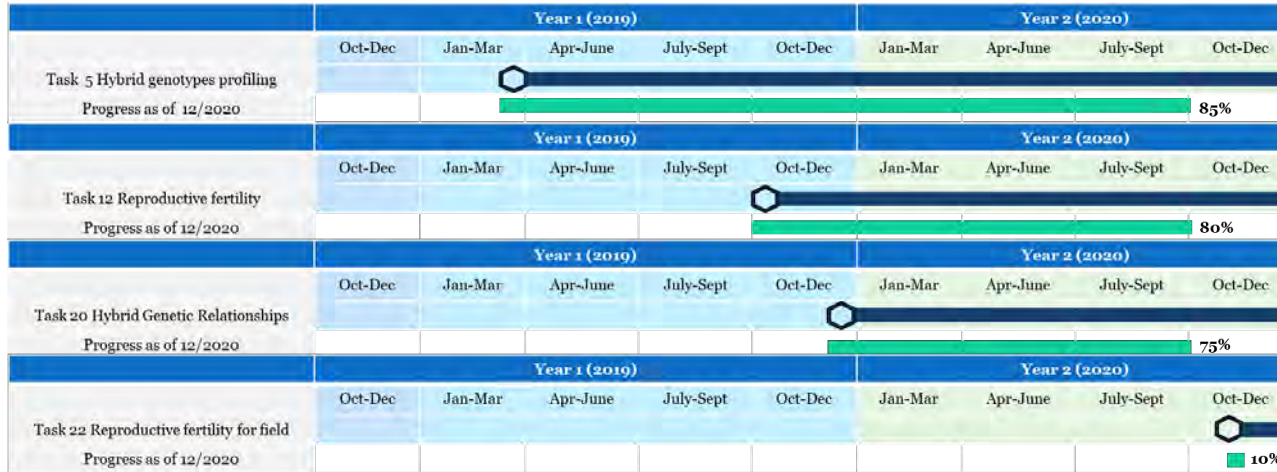 Year 1 (2019) Year 2 (2020)
Oct-Dec Jan-Mar Apr-June July-Sept Oct-Dec Jan-Mar Apr-June July-Sept Oct-Dec
Task 5 Hybrid genotypes profiling
Progress as of 12/2020 85%
Year 1 (2019) Year 2 (2020)
Oct-Dec Jan-Mar Apr-June July-Sept Oct-Dec Jan-Mar Apr-June July-Sept Oct-Dec
Task 12 Reproductive fertility
Progress as of 12/2020 80%
Year 1 (2019) Year 2 (2020)
Oct-Dec Jan-Mar Apr-June July-Sept Oct-Dec Jan-Mar Apr-June July-Sept Oct-Dec
Task 20 Hybrid Genetic Relationships
Progress as of 12/2020 75%
Year 1 (2019) Year 2 (2020)
Oct-Dec Jan-Mar Apr-June July-Sept Oct-Dec Jan-Mar Apr-June July-Sept Oct-Dec
Task 22 Reproductive fertility for field
Progress as of 12/2020 10%